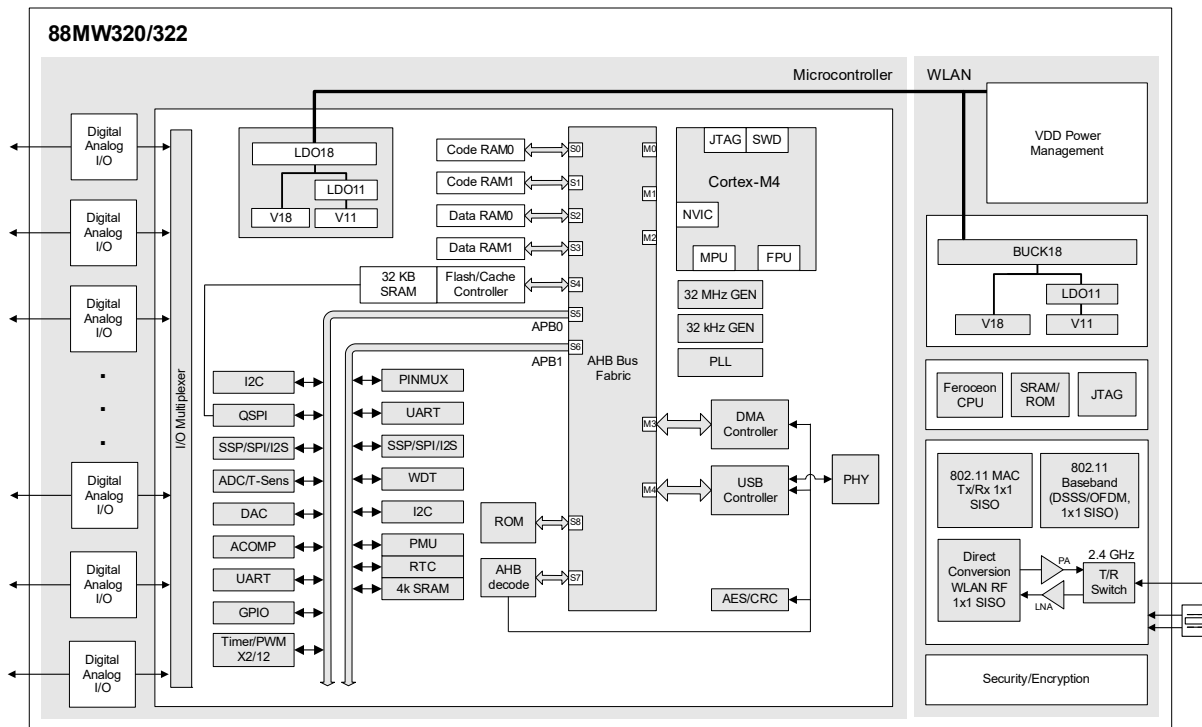 88MW320/322
Microcontroller
WLAN
Digital
Analog
I/O
Digital
Analog
I/O
Digital
Analog
I/O
Digital
Analog
I/O
Digital
Analog
I/O
Digital
Analog
I/O
I/O Multiplexer
LDO18
LDO11
V18
V11
Code RAM0
Code RAM1
Data RAM0
Data RAM1
32 KB
SRAM
Flash/Cache
Controller
S0
S1
S2
S3
S4
S5
S6
S8
S7
APB0
APB1
AHB Bus
Fabric
M0
M1
M2
M3
M4
JTAG
SWD
Cortex-M4
NVIC
MPU
FPU
32 MHz GEN
32 kHz GEN
PLL
I2C
QSPI
SSP/SPI/I2S
ADC/T-Sens
DAC
ACOMP
UART
GPIO
Timer/PWM
X2/12
PINMUX
UART
SSP/SPI/I2S
WDT
I2C
PMU
RTC
4k SRAM
ROM
AHB
decode
DMA
Controller
USB
Controller
PHY
AES/CRC
VDD Power
Management
BUCK18
LDO11
V18
V11
Feroceon
CPU
SRAM/
ROM
JTAG
802.11 MAC
Tx/Rx 1x1
SISO
802.11
Baseband
(DSSS/OFDM,
1x1 SISO)
Direct
Conversion
WLAN RF
1x1 SISO
PA
LNA
2.4 GHz
T/R
Switch
Security/Encryption